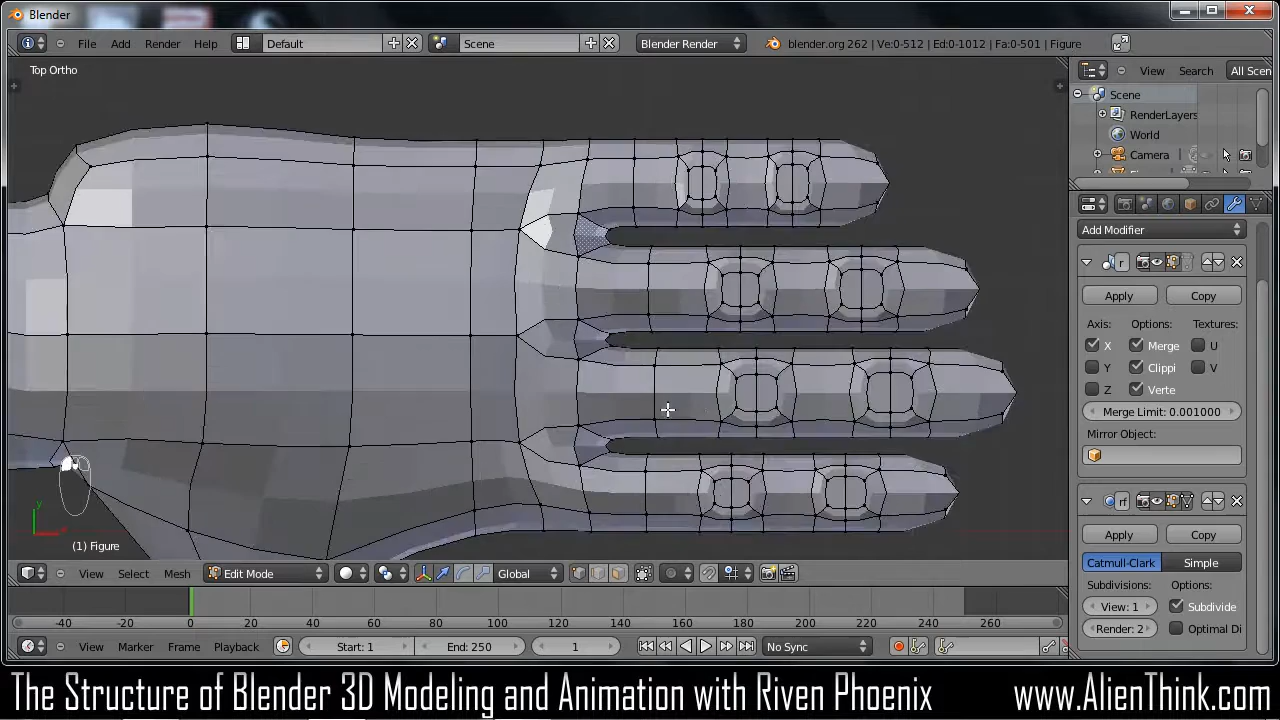 Blender
File Add Render Help Default Scene Blender Render blender.org 262 | Ve:0-512 | Ed:0-1012 | Fa:0-501 | Figure
Top Ortho
View Search All Scen
Scene
RenderLayers
World
Camera
Add Modifier
r
Apply Copy
Axis: Options: Textures:
X Merge U
Y Clippi V
Z Verte
Merge Limit: 0.001000
Mirror Object:
rf
Apply Copy
Catmull-Clark Simple
Subdivisions: Options:
View: 1 Subdivide
Render: 2 Optimal Di
y
(1) Figure
View Select Mesh Edit Mode Global
-40 -20 0 20 40 60 80 100 120 140 160 180 200 220 240 260
View Marker Frame Playback Start: 1 End: 250 1 No Sync
The Structure of Blender 3D Modeling and Animation with Riven Phoenix www.AlienThink.com